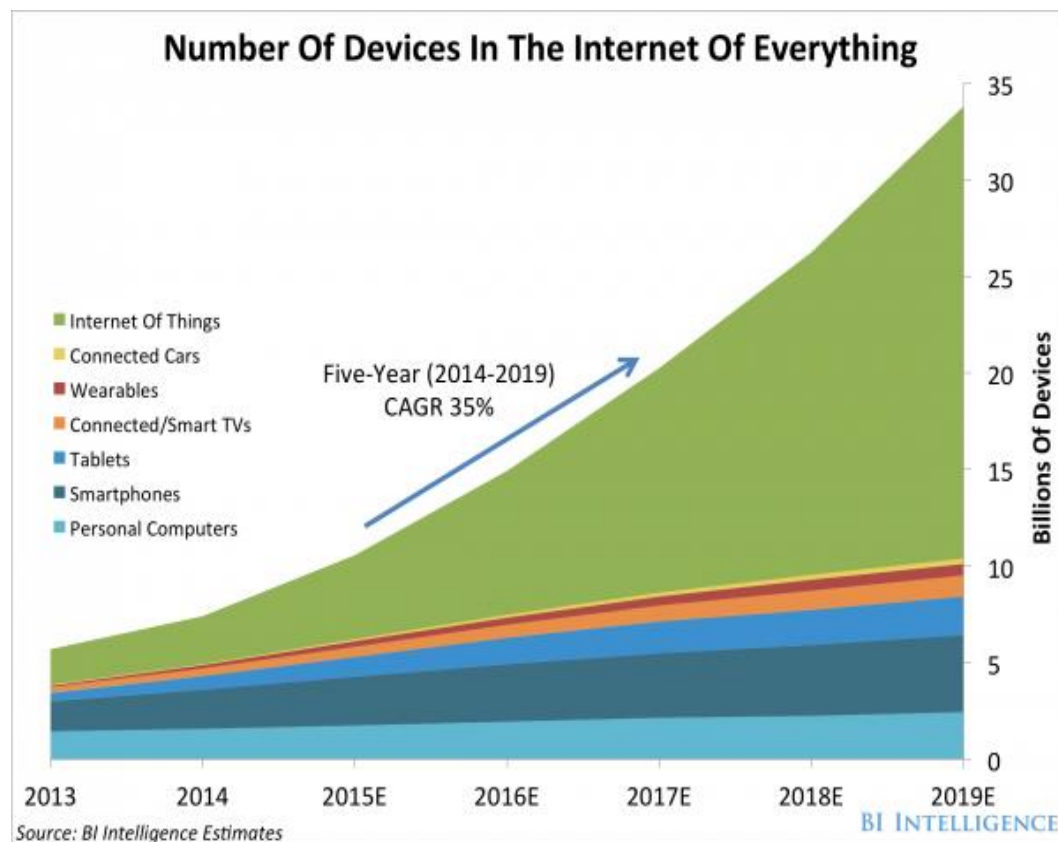 Number Of Devices In The Internet Of Everything
35
30
25
20
15
10
5
0
Billions Of Devices
Internet Of Things
Connected Cars
Wearables
Connected/Smart TVs
Tablets
Smartphones
Personal Computers
Five-Year (2014-2019)
CAGR 35%
2013 2014 2015E 2016E 2017E 2018E 2019E
Source: BI Intelligence Estimates
BI INTELLIGENCE